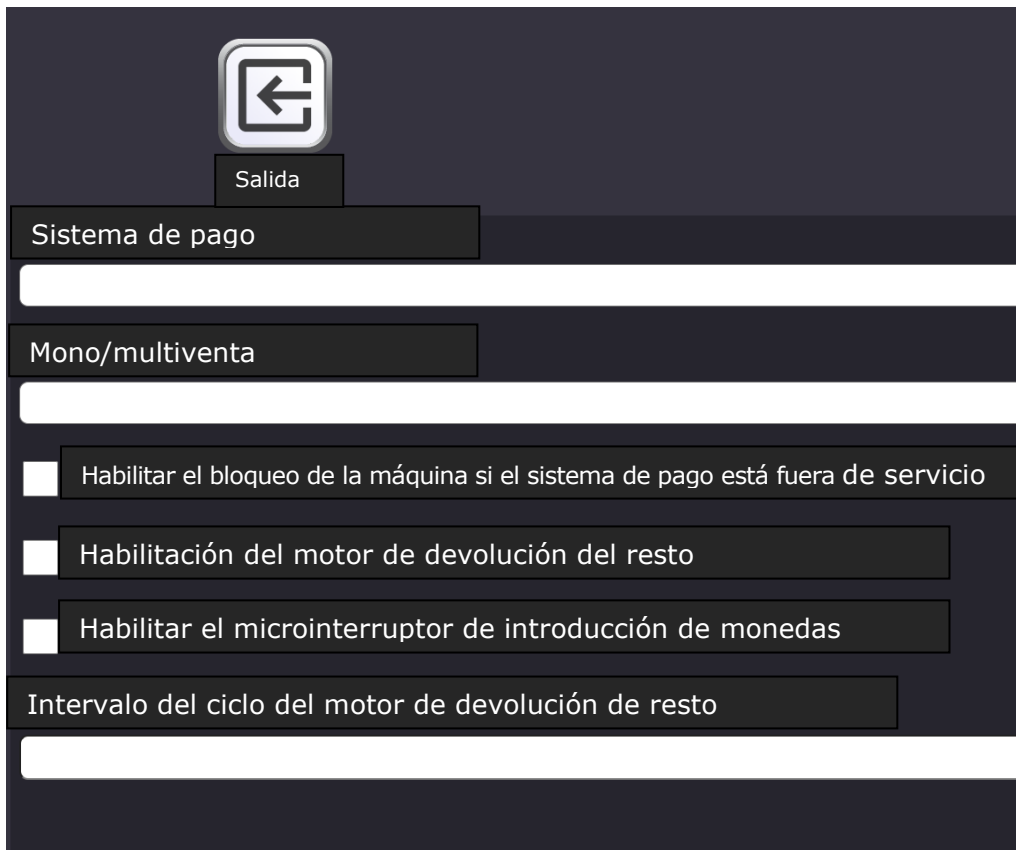 Salida
Sistema de pago
Mono/multiventa
Habilitar el bloqueo de la máquina si el sistema de pago está fuera de servicio
Habilitación del motor de devolución del resto
Habilitar el microinterruptor de introducción de monedas
Intervalo del ciclo del motor de devolución de resto